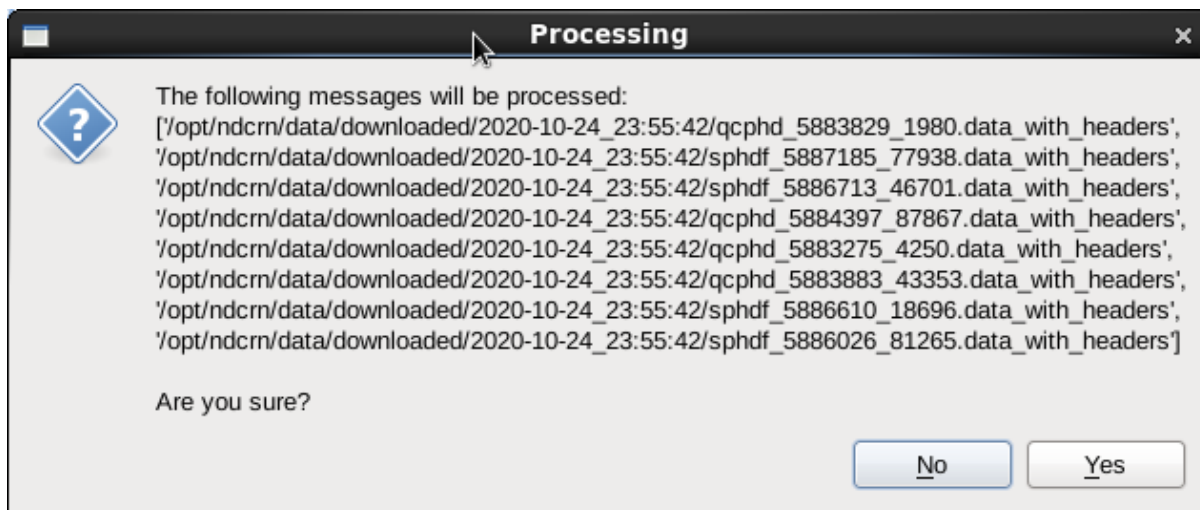 Processing
The following messages will be processed:
['/opt/ndcrn/data/downloaded/2020-10-24_23:55:42/qcphd_5883829_1980.data_with_headers',
'/opt/ndcrn/data/downloaded/2020-10-24_23:55:42/sphdf_5887185_77938.data_with_headers',
'/opt/ndcrn/data/downloaded/2020-10-24_23:55:42/sphdf_5886713_46701.data_with_headers',
'/opt/ndcrn/data/downloaded/2020-10-24_23:55:42/qcphd_5884397_87867.data_with_headers',
'/opt/ndcrn/data/downloaded/2020-10-24_23:55:42/qcphd_5883275_4250.data_with_headers',
'/opt/ndcrn/data/downloaded/2020-10-24_23:55:42/qcphd_5883883_43353.data_with_headers',
'/opt/ndcrn/data/downloaded/2020-10-24_23:55:42/sphdf_5886610_18696.data_with_headers',
'/opt/ndcrn/data/downloaded/2020-10-24_23:55:42/sphdf_5886026_81265.data_with_headers']
Are you sure?
No Yes